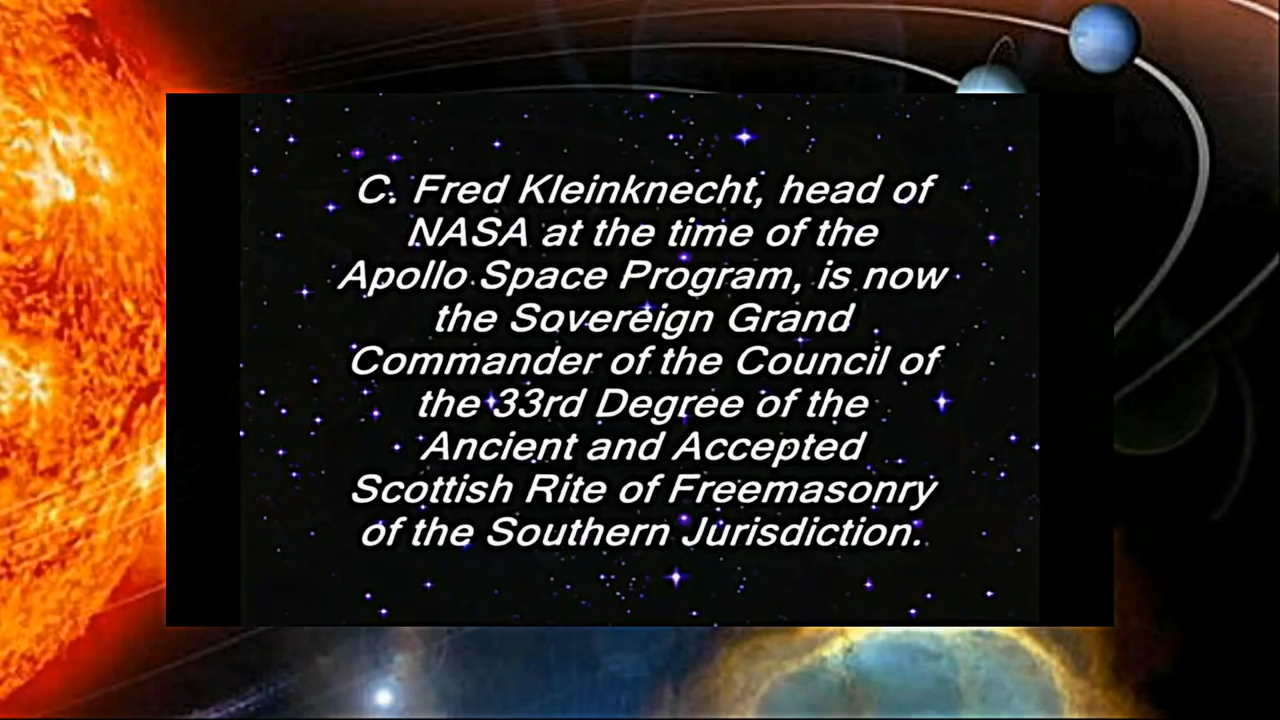 C. Fred Kleinknecht, head of
NASA at the time of the
Apollo Space Program, is now
the Sovereign Grand
Commander of the Council of
the 33rd Degree of the
Ancient and Accepted
Scottish Rite of Freemasonry
of the Southern Jurisdiction.